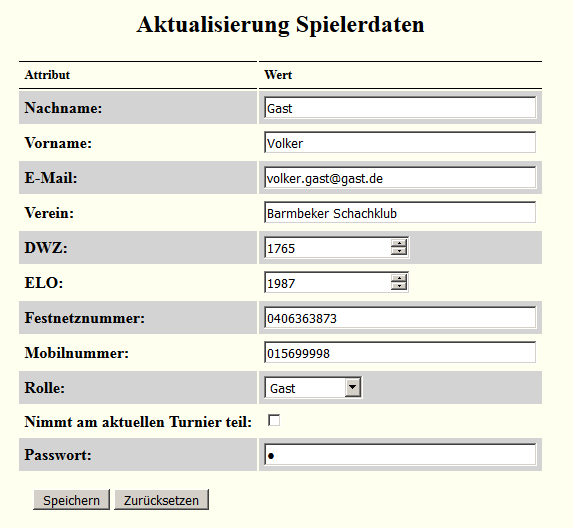 Aktualisierung Spielerdaten
Attribut Wert
Nachname: Gast
Vorname: Volker
E-Mail: volker.gast@gast.de
Verein: Barmbeker Schachklub
DWZ: 1765
ELO: 1987
Festnetznummer: 0406363873
Mobilnummer: 015699998
Rolle: Gast
Nimmt am aktuellen Turnier teil:
Passwort: ●
Speichern Zurücksetzen